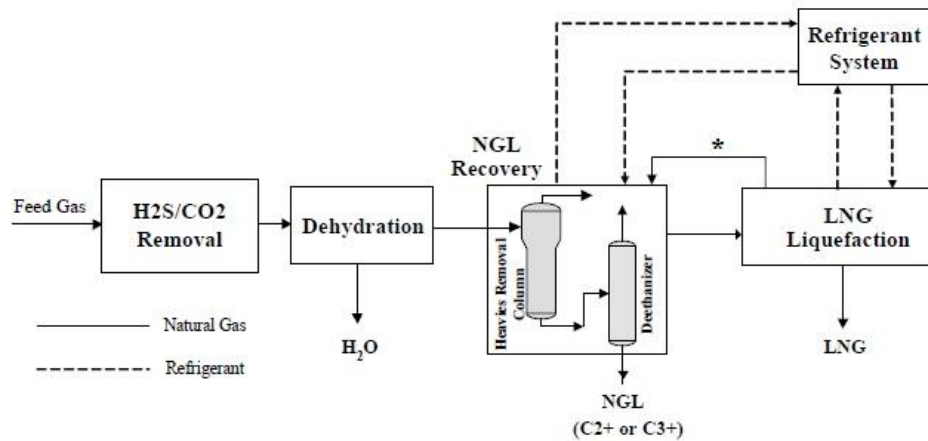 Refrigerant
System
*
NGL
Recovery
Feed Gas
H2S/CO2
Removal
Dehydration
Heavies Removal
Column
Deethanizer
LNG
Liquefaction
Natural Gas
Refrigerant
H₂O
LNG
NGL
(C2+ or C3+)